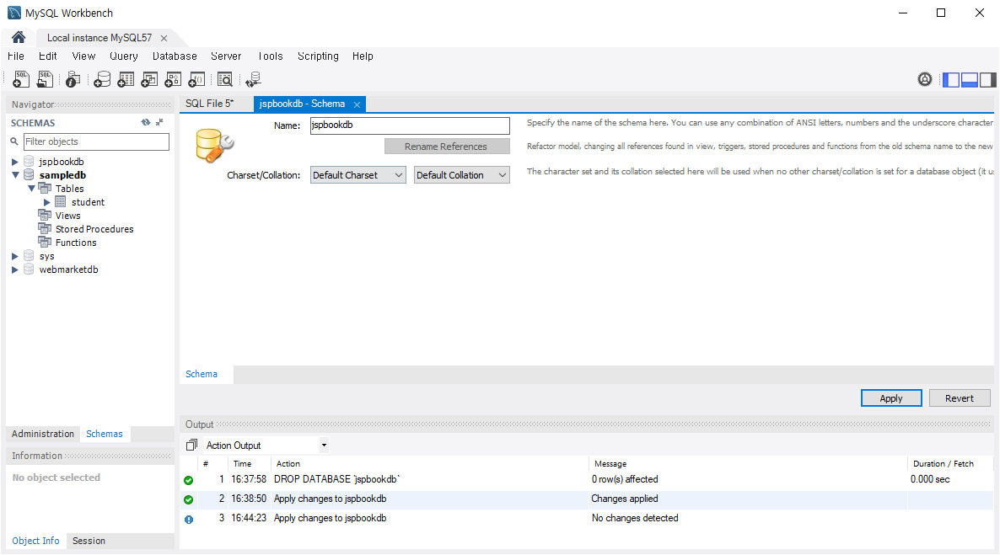 MySQL Workbench
Local instance MySQL57
File Edit View Query Database Server Tools Scripting Help
Navigator
SCHEMAS
Filter objects
jspbookdb
sampledb
Tables
student
Views
Stored Procedures
Functions
sys
webmarketdb
Administration Schemas
Information
No object selected
Object Info Session
SQL File 5* jspbookdb - Schema
Name: jspbookdb Specify the name of the schema here. You can use any combination of ANSI letters, numbers and the underscore character
Rename References Refactor model, changing all references found in view, triggers, stored procedures and functions from the old schema name to the new
Charset/Collation: Default Charset Default Collation The character set and its collation selected here will be used when no other charset/collation is set for a database object (it
Schema
Apply Revert
Output
Action Output
# Time Action Message Duration / Fetch
1 16:37:58 DROP DATABASE `jspbookdb` 0 row(s) affected 0.000 sec
2 16:38:50 Apply changes to jspbookdb Changes applied
3 16:44:23 Apply changes to jspbookdb No changes detected